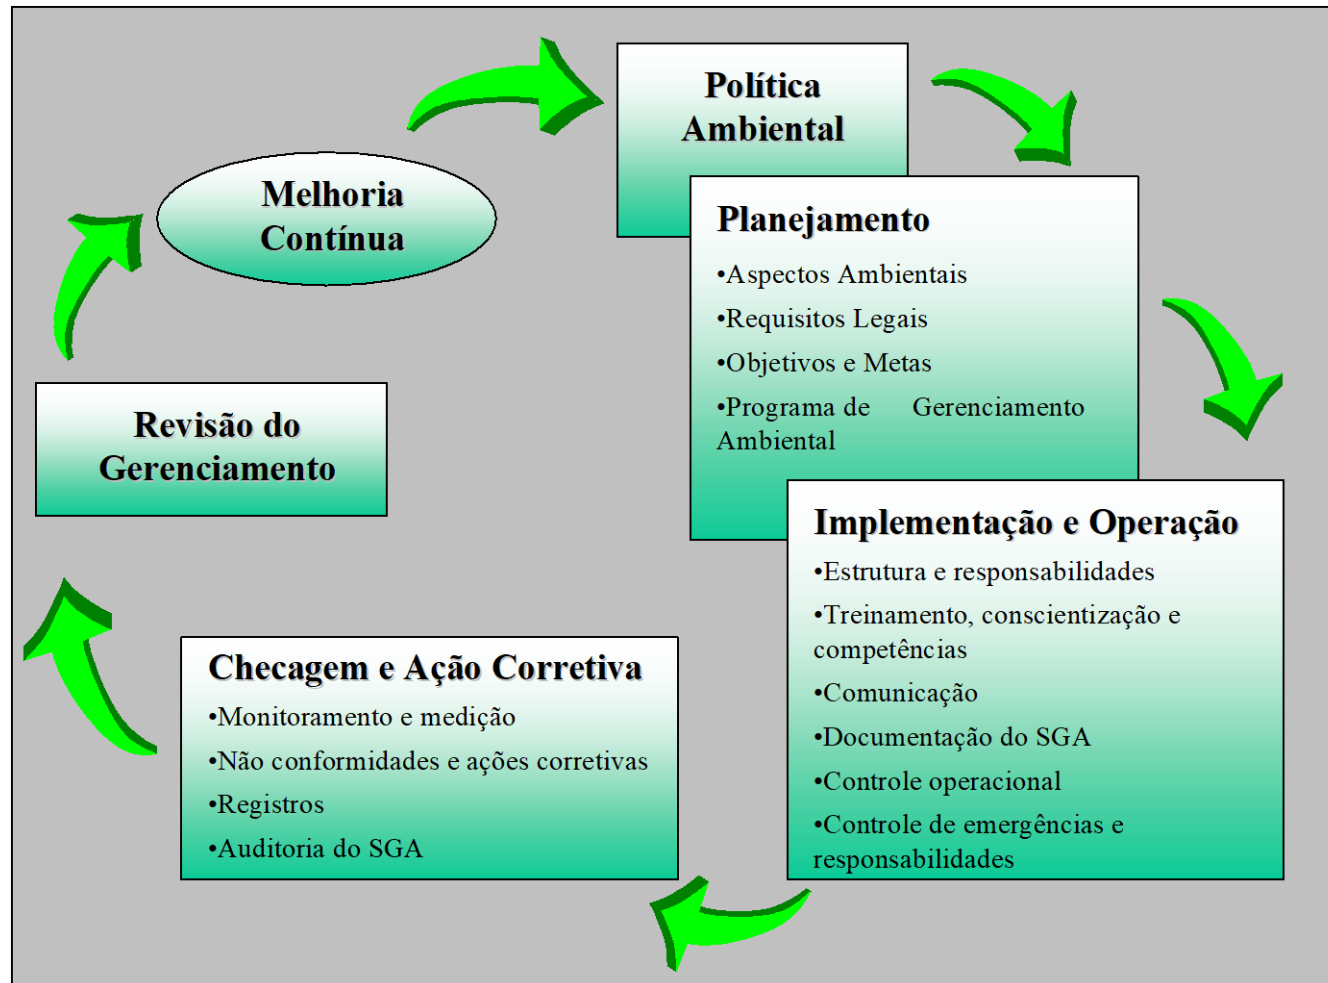 Política
Ambiental
Melhoria
Contínua
Planejamento
•Aspectos Ambientais
•Requisitos Legais
•Objetivos e Metas
•Programa de Gerenciamento
Ambiental
Revisão do
Gerenciamento
Implementação e Operação
•Estrutura e responsabilidades
•Treinamento, conscientização e
competências
•Comunicação
•Documentação do SGA
•Controle operacional
•Controle de emergências e
responsabilidades
Checagem e Ação Corretiva
•Monitoramento e medição
•Não conformidades e ações corretivas
•Registros
•Auditoria do SGA